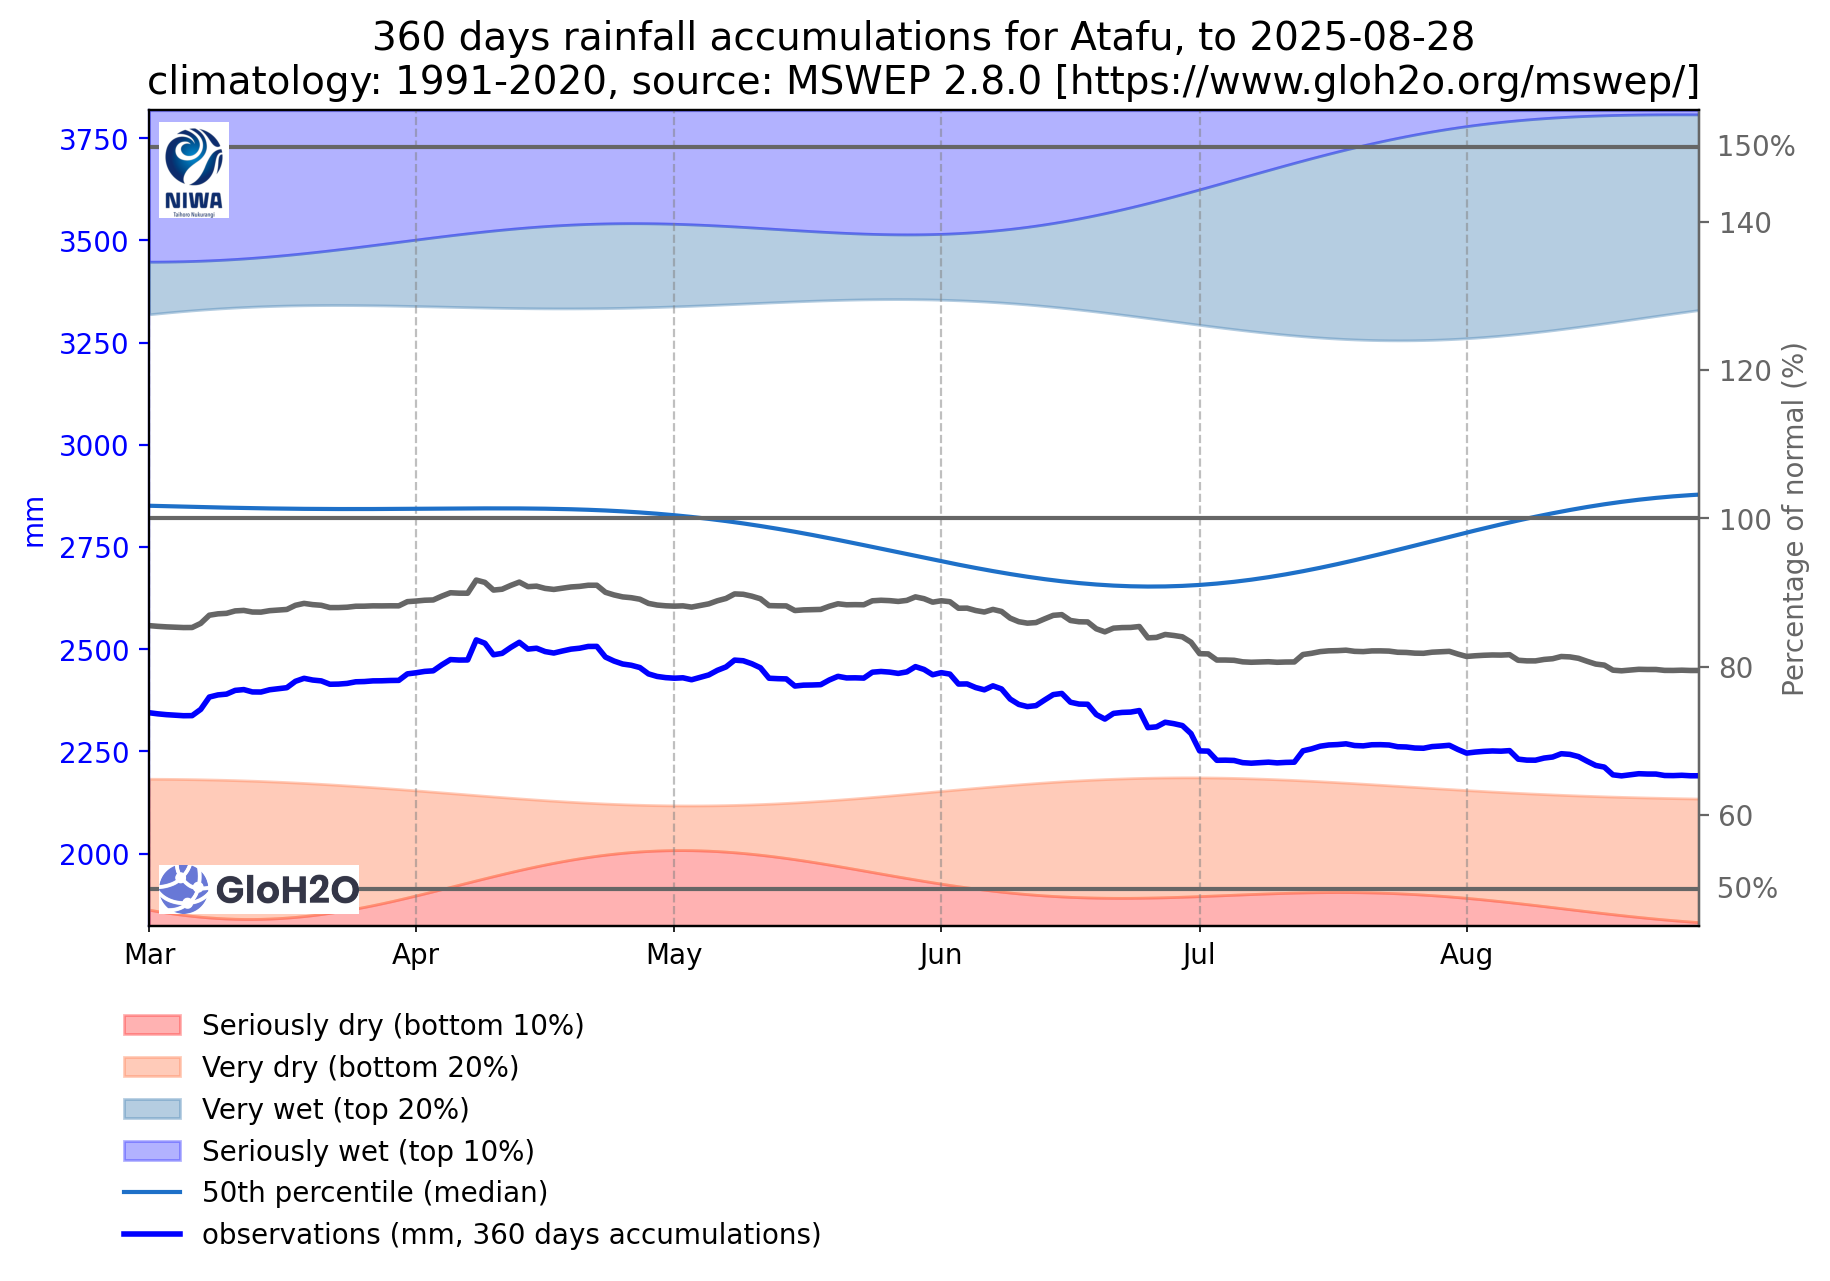 360 days rainfall accumulations for Atafu, to 2025-08-28
climatology: 1991-2020, source: MSWEP 2.8.0 [https://www.gloh2o.org/mswep/]
3750
3500
3250
3000
2750
2500
2250
2000
mm
NIWA
Taihoro Nukurangi
GloH2O
150%
140
120
100
80
60
50%
Percentage of normal (%)
Mar
Apr
May
Jun
Jul
Aug
Seriously dry (bottom 10%)
Very dry (bottom 20%)
Very wet (top 20%)
Seriously wet (top 10%)
50th percentile (median)
observations (mm, 360 days accumulations)